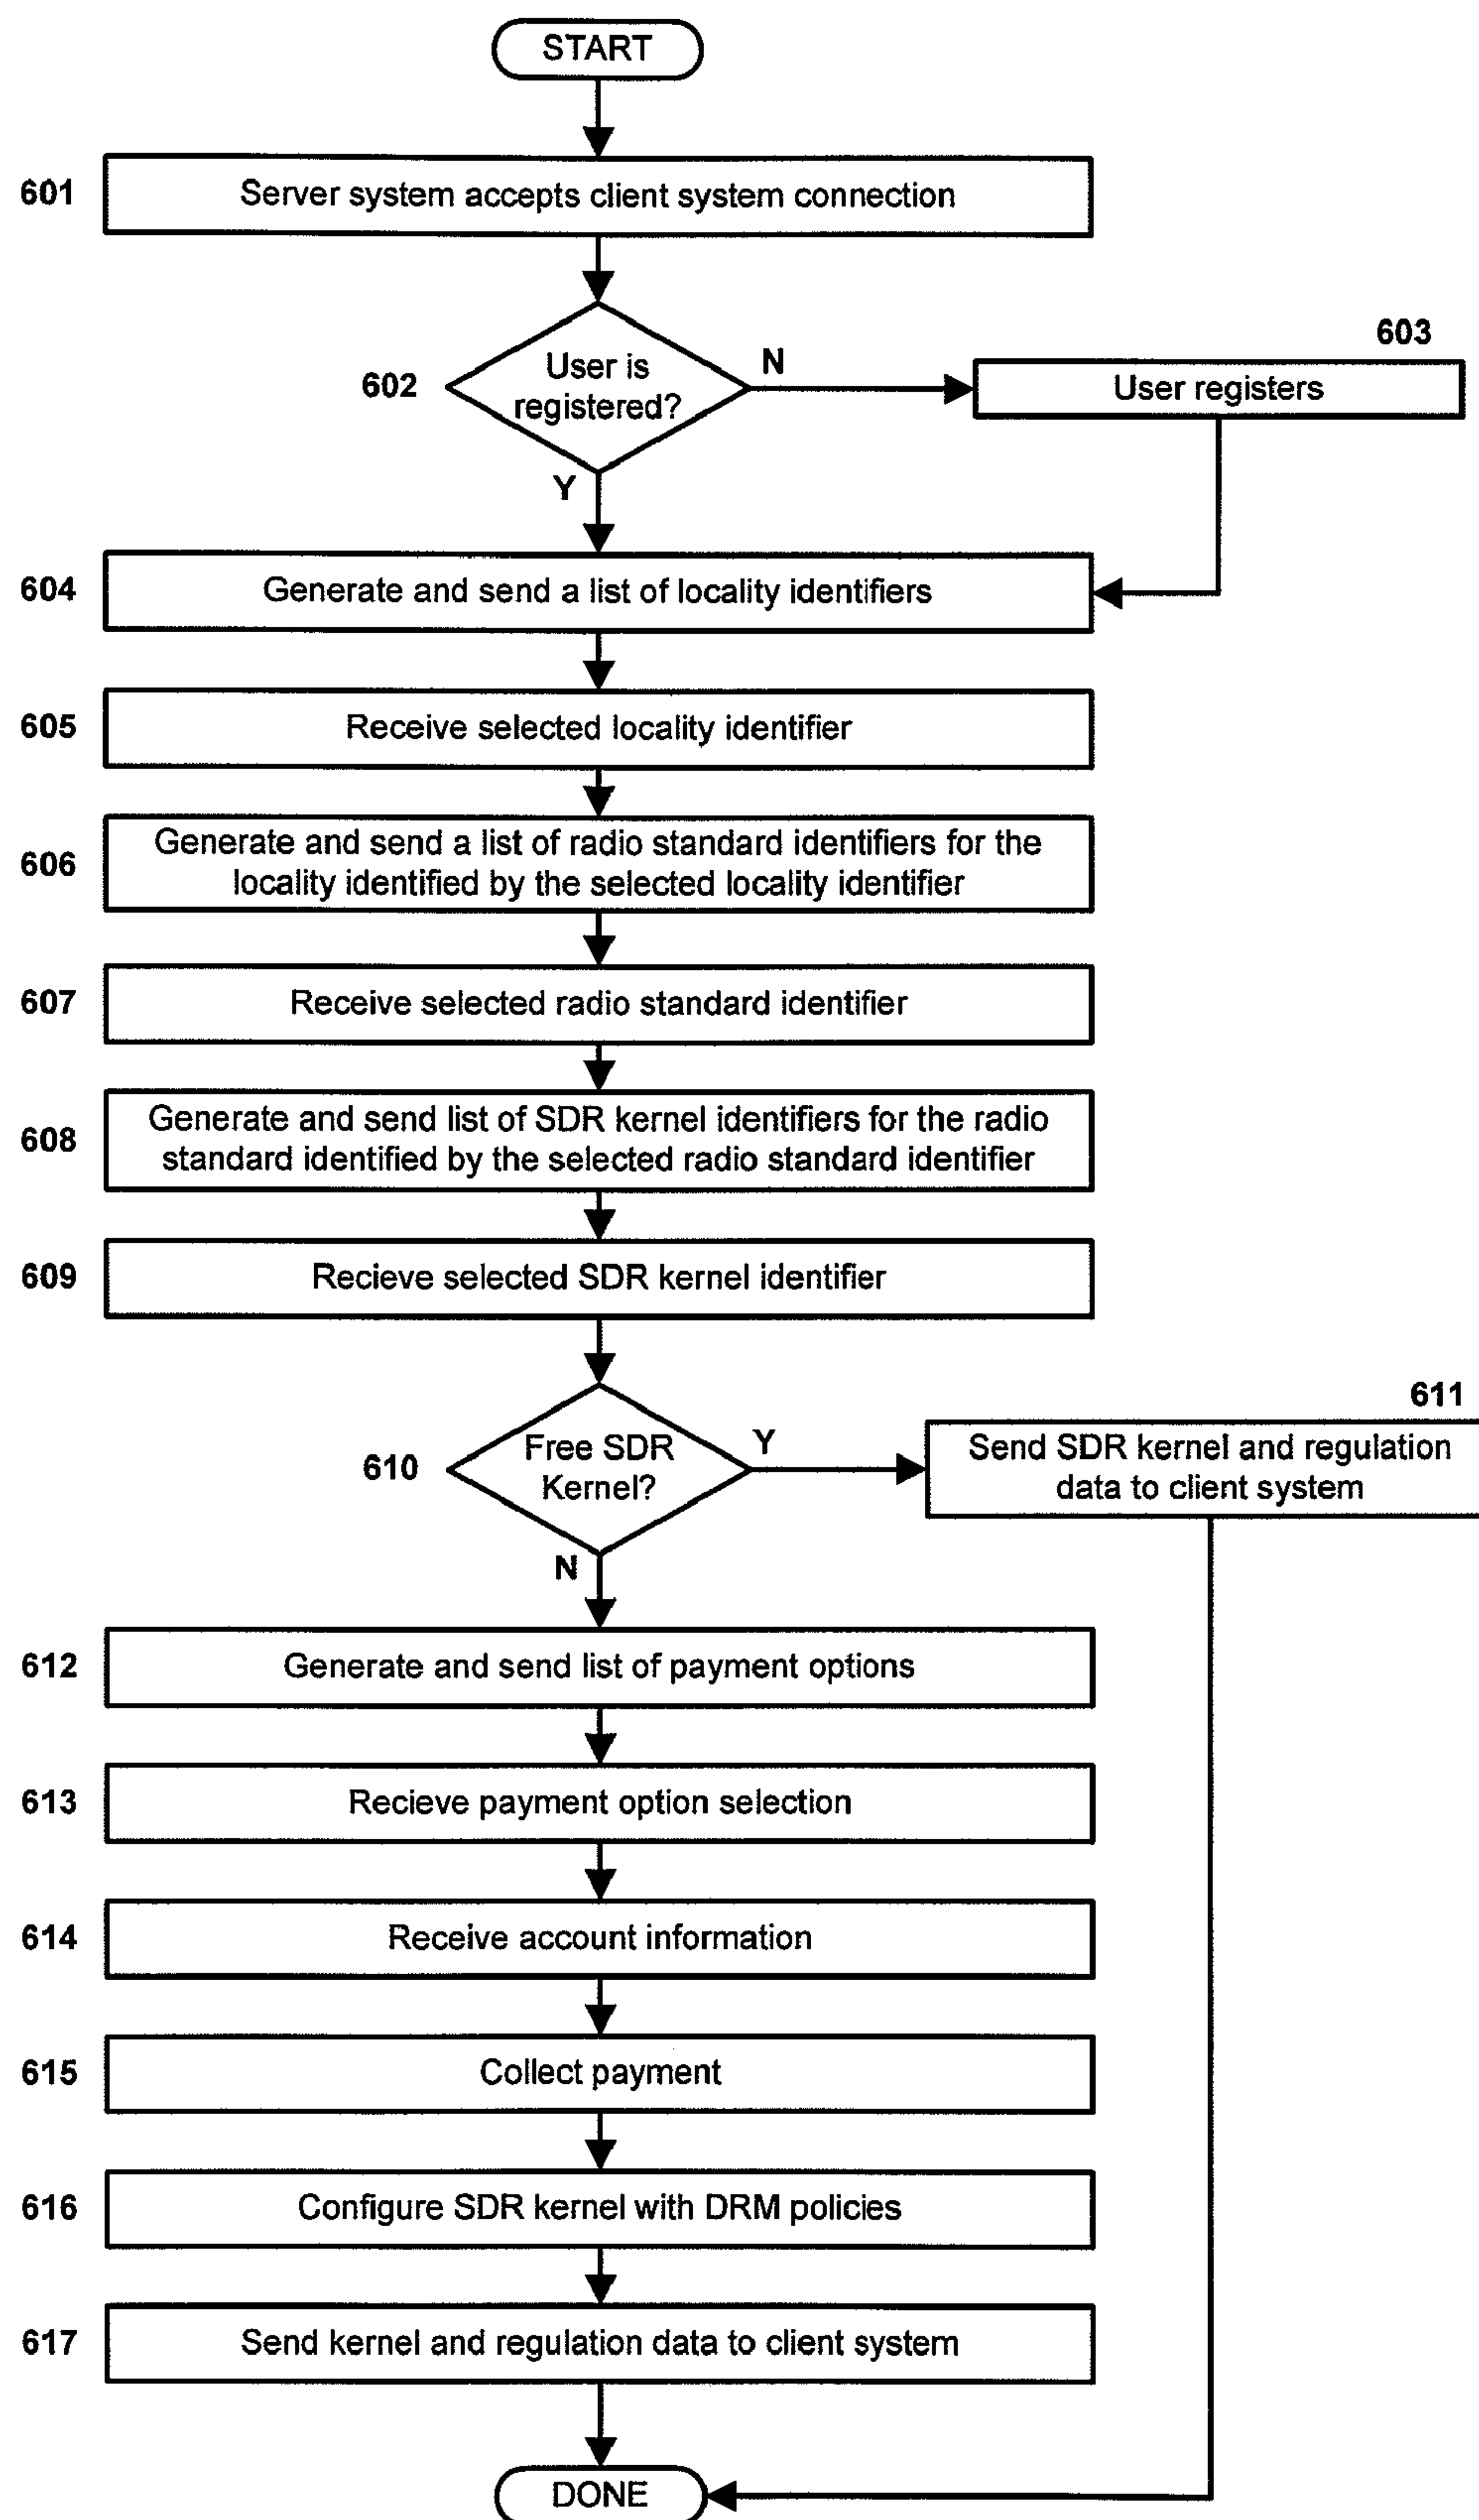 START
601
Server system accepts client system connection
603
602
User is
registered?
N
User registers
Y
604
Generate and send a list of locality identifiers
605
Receive selected locality identifier
606
Generate and send a list of radio standard identifiers for the
locality identified by the selected locality identifier
607
Receive selected radio standard identifier
608
Generate and send list of SDR kernel identifiers for the radio
standard identified by the selected radio standard identifier
609
Recieve selected SDR kernel identifier
611
610
Free SDR
Kernel?
Y
Send SDR kernel and regulation
data to client system
N
612
Generate and send list of payment options
613
Recieve payment option selection
614
Receive account information
615
Collect payment
616
Configure SDR kernel with DRM policies
617
Send kernel and regulation data to client system
DONE